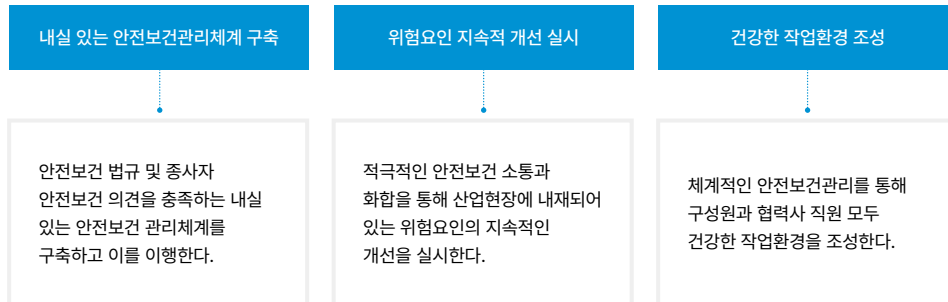 내실 있는 안전보건관리체계 구축
위험요인 지속적 개선 실시
건강한 작업환경 조성
안전보건 법규 및 종사자
안전보건 의견을 충족하는 내실
있는 안전보건 관리체계를
구축하고 이를 이행한다.
적극적인 안전보건 소통과
화합을 통해 산업현장에 내재되어
있는 위험요인의 지속적인
개선을 실시한다.
체계적인 안전보건관리를 통해
구성원과 협력사 직원 모두
건강한 작업환경을 조성한다.